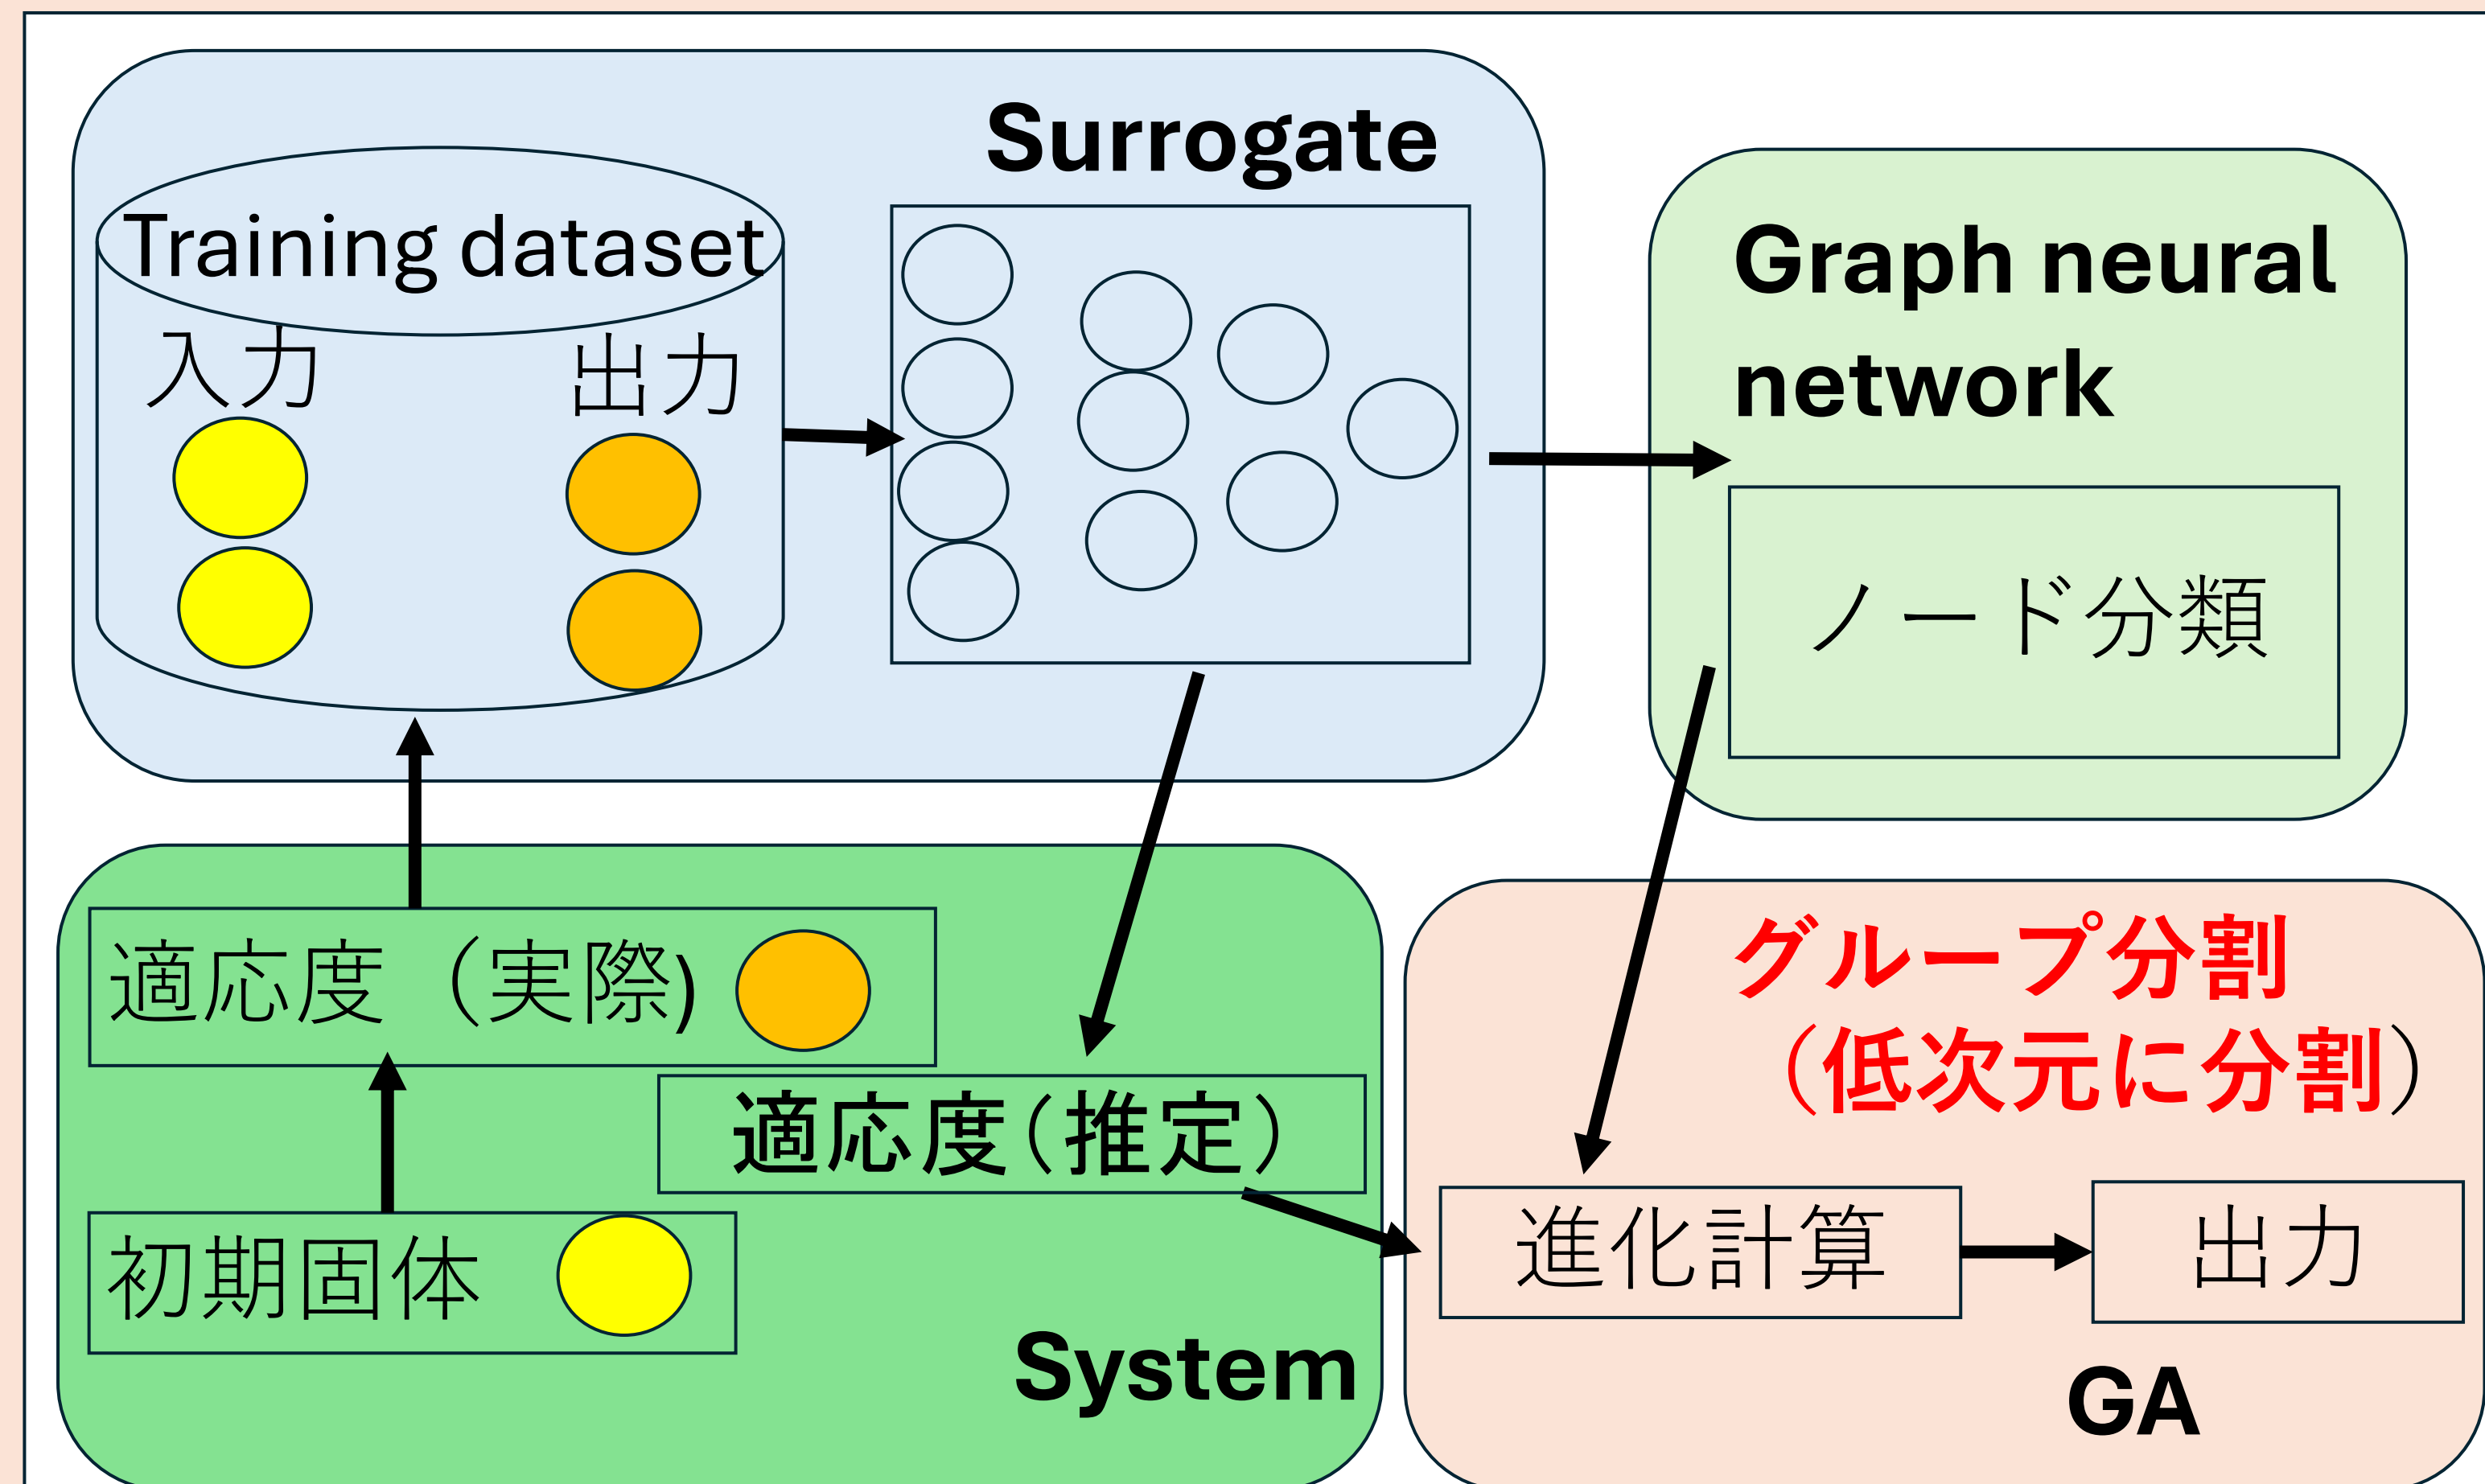 Surrogate
Training dataset
入力
出力
Graph neural
network
ノード分類
適応度（実際)
適応度(推定)
初期固体
System
グループ分割
(低次元に分割)
進化計算
出力
GA